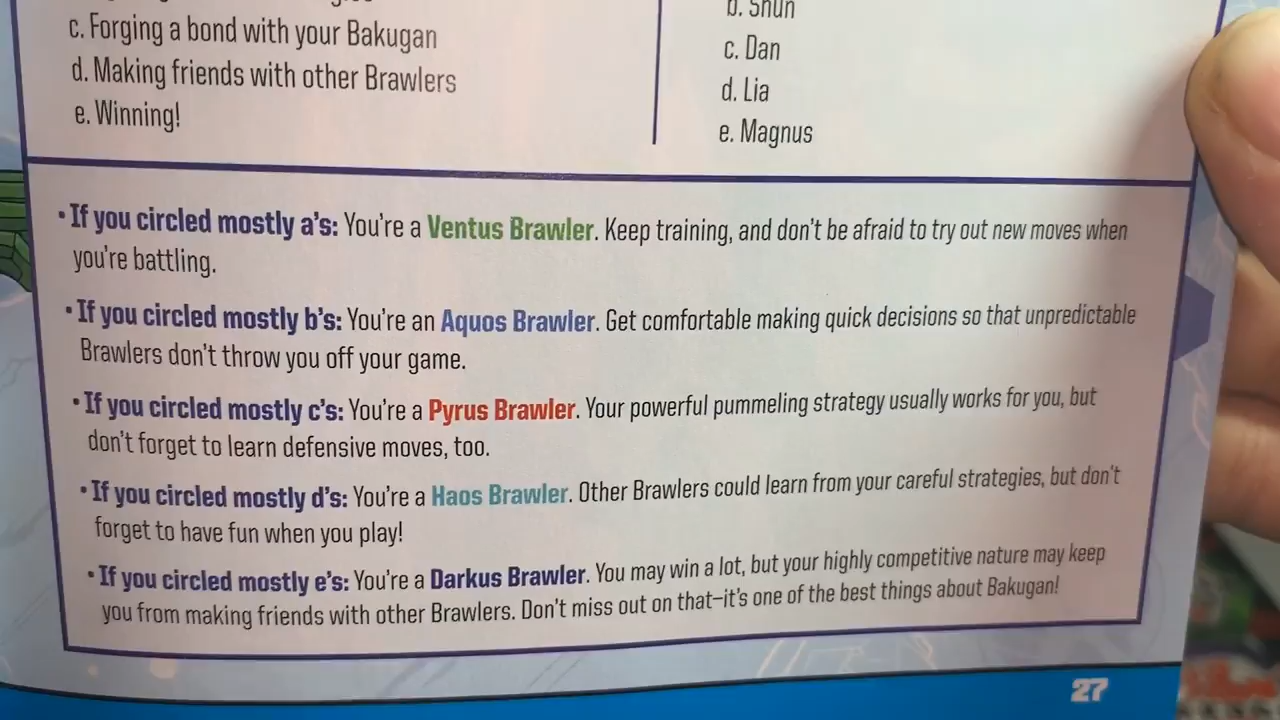 c. Forging a bond with your Bakugan
d. Making friends with other Brawlers
e. Winning!
b. Shun
c. Dan
d. Lia
e. Magnus
• If you circled mostly a's: You're a Ventus Brawler. Keep training, and don't be afraid to try out new moves when
you're battling.
• If you circled mostly b's: You're an Aquos Brawler. Get comfortable making quick decisions so that unpredictable
Brawlers don't throw you off your game.
• If you circled mostly c's: You're a Pyrus Brawler. Your powerful pummeling strategy usually works for you, but
don't forget to learn defensive moves, too.
• If you circled mostly d's: You're a Haos Brawler. Other Brawlers could learn from your careful strategies, but don't
forget to have fun when you play!
• If you circled mostly e's: You're a Darkus Brawler. You may win a lot, but your highly competitive nature may keep
you from making friends with other Brawlers. Don't miss out on that–it's one of the best things about Bakugan!
27